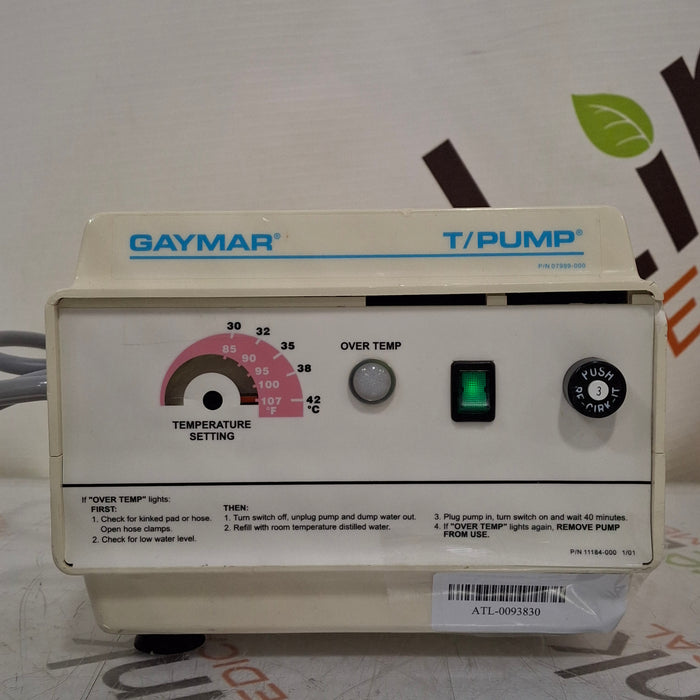 GAYMAR®
T/PUMP®
P/N 07999-000
30
32
35
38
42
°C
85
90
95
100
107
°F
TEMPERATURE
SETTING
OVER TEMP
PUSH
3
RE-CIRK-IT
If "OVER TEMP" lights:
FIRST:
1. Check for kinked pad or hose.
Open hose clamps.
2. Check for low water level.
THEN:
1. Turn switch off, unplug pump and dump water out.
2. Refill with room temperature distilled water.
3. Plug pump in, turn switch on and wait 40 minutes.
4. If "OVER TEMP" lights again, REMOVE PUMP
FROM USE.
P/N 11184-000 1/01
ATL-0093830